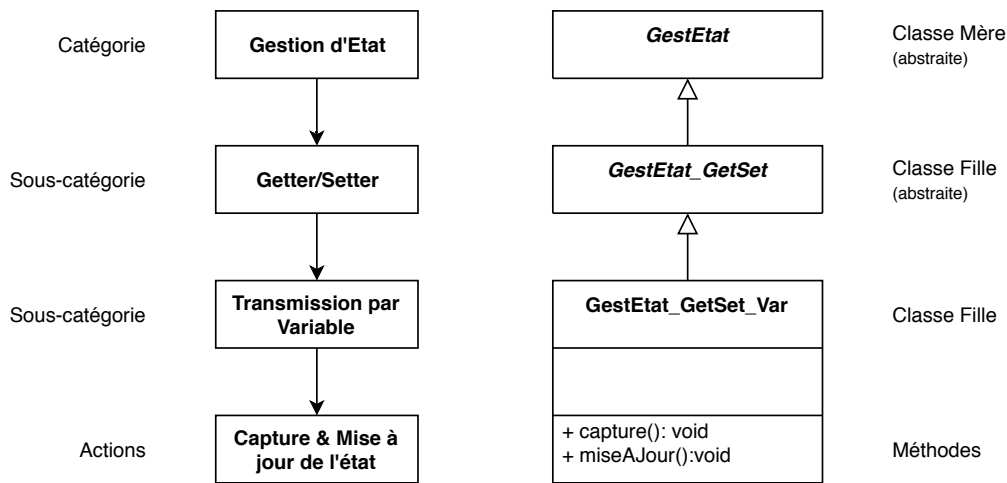 Catégorie
Gestion d'Etat
GestEtat
Classe Mère
(abstraite)
Sous-catégorie
Getter/Setter
GestEtat_GetSet
Classe Fille
(abstraite)
Sous-catégorie
Transmission par
Variable
GestEtat_GetSet_Var
Classe Fille
Actions
Capture & Mise à
jour de l'état
+ capture(): void
+ miseAJour():void
Méthodes